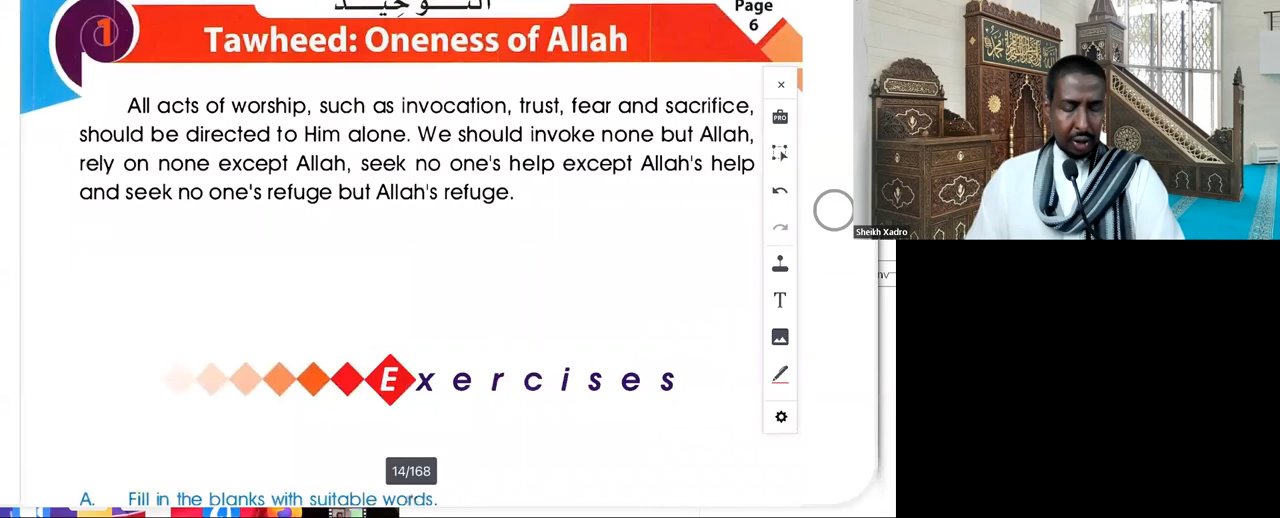 التوحيد
Page
6
1
Tawheed: Oneness of Allah
All acts of worship, such as invocation, trust, fear and sacrifice,
should be directed to Him alone. We should invoke none but Allah,
rely on none except Allah, seek no one's help except Allah's help
and seek no one's refuge but Allah's refuge.
PRO
T
Exercises
14/168
A. Fill in the blanks with suitable words.
Sheikh Xadro